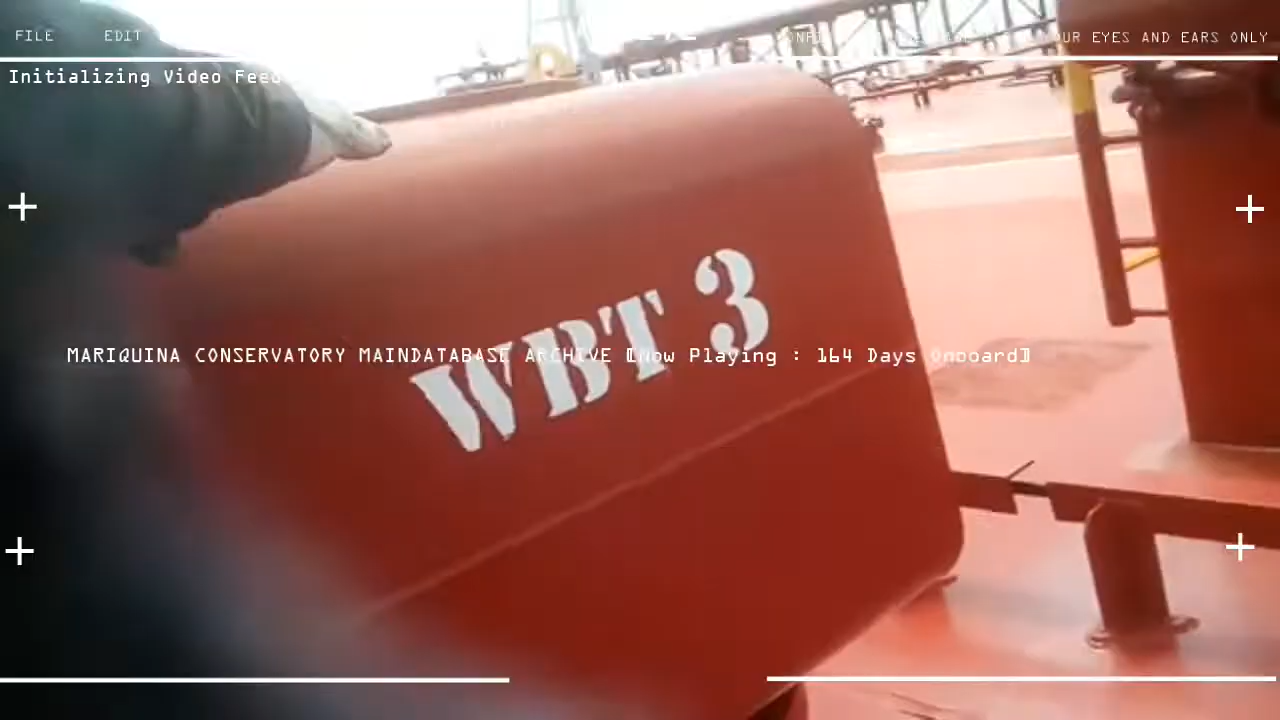 FILE EDIT OUR EYES AND EARS ONLY
Initializing Video Feed
WBT 3
MARIQUINA CONSERVATORY MAINDATABASE ARCHIVE [Now Playing : 164 Days Onboard]